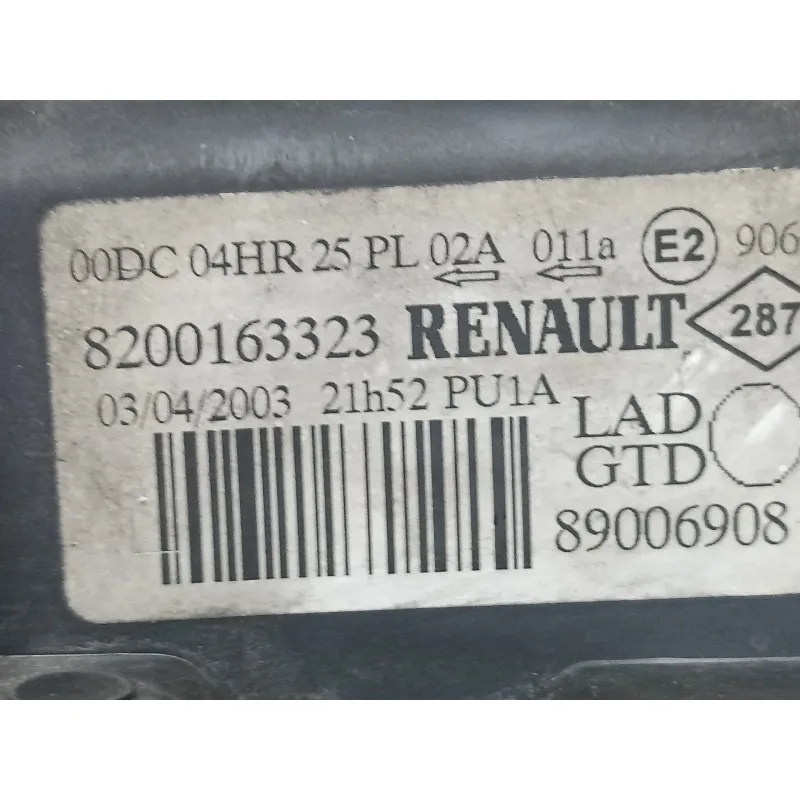 00DC 04HR 25 PL 02A 011a E2 906
8200163323 RENAULT 287
03/04/2003 21h52 PU1A
LAD
GTD
89006908